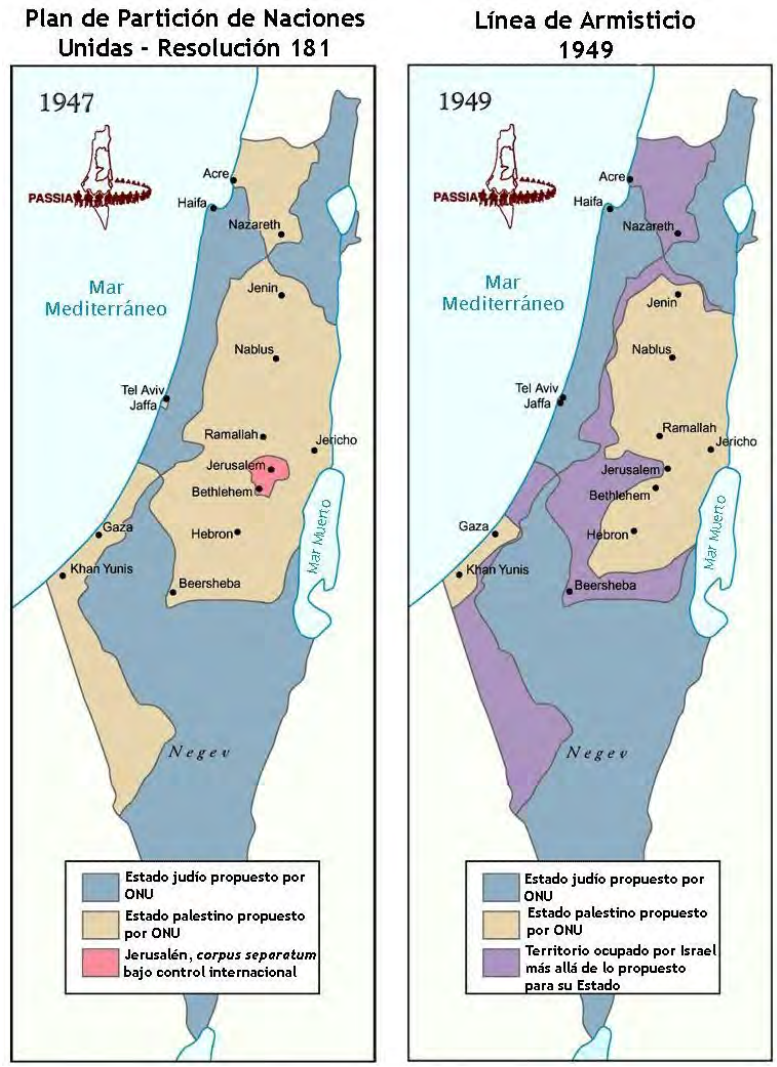 Plan de Partición de Naciones
Unidas - Resolución 181
1947
PASSIA
Acre
Haifa
Nazareth
Mar
Mediterráneo
Jenin
Nablus
Tel Aviv
Jaffa
Ramallah
Jericho
Jerusalem
Bethlehem
Gaza
Hebron
Mar Muerto
Khan Yunis
Beersheba
Negev
Estado judío propuesto por
ONU
Estado palestino propuesto
por ONU
Jerusalén, corpus separatum
bajo control internacional
Línea de Armisticio
1949
1949
PASSIA
Acre
Haifa
Nazareth
Mar
Mediterráneo
Jenin
Nablus
Tel Aviv
Jaffa
Ramallah
Jericho
Jerusalem
Bethlehem
Gaza
Hebron
Mar Muerto
Khan Yunis
Beersheba
Negev
Estado judío propuesto por
ONU
Estado palestino propuesto
por ONU
Territorio ocupado por Israel
más allá de lo propuesto
para su Estado